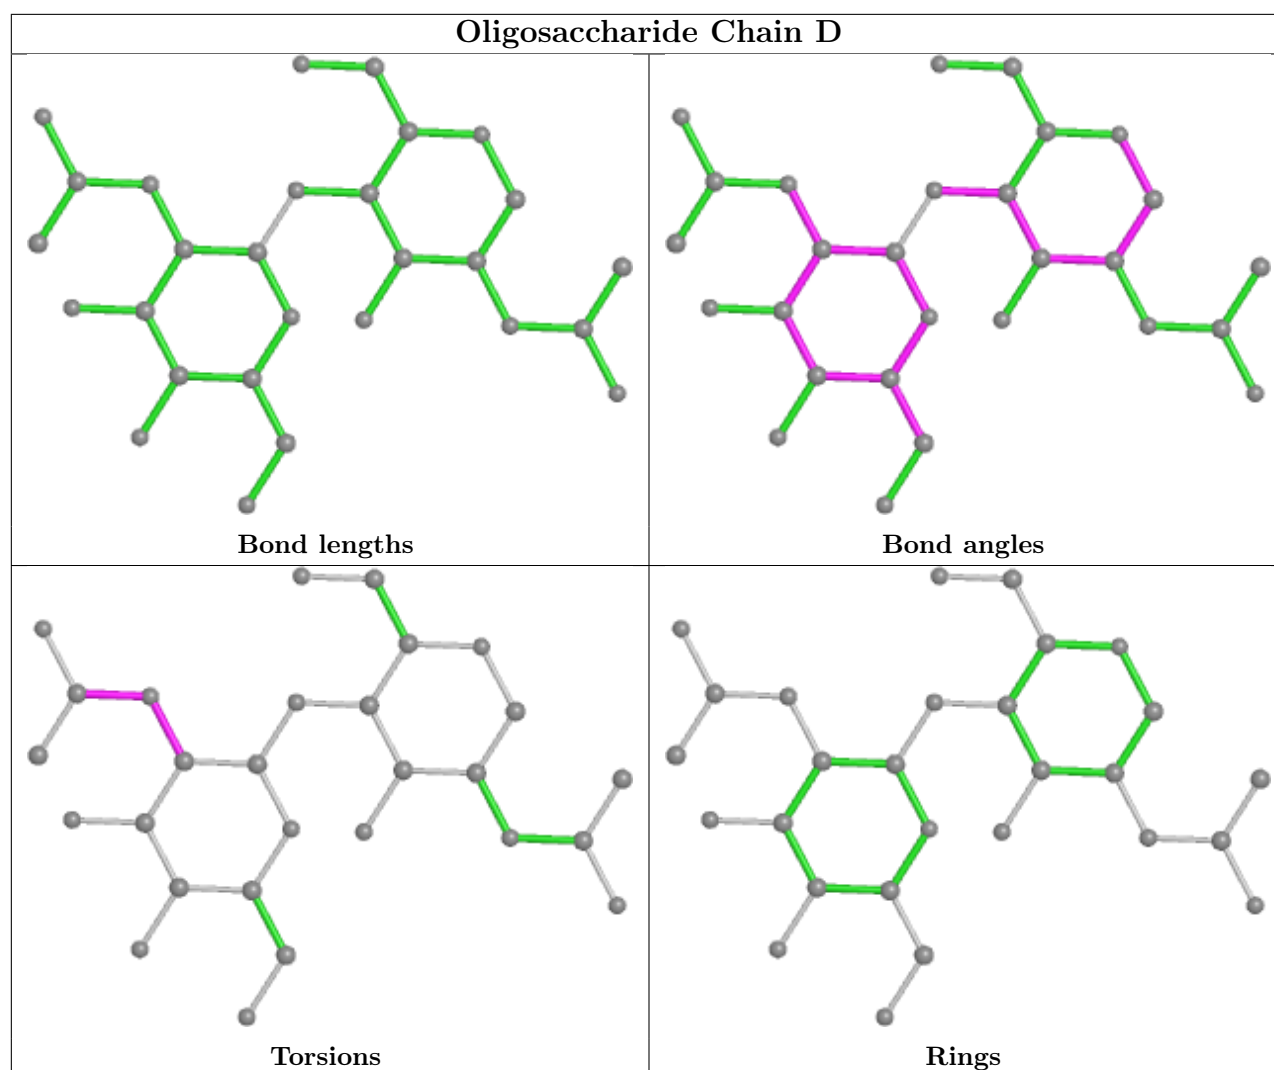 Oligosaccharide Chain D
Bond lengths
Bond angles
Torsions
Rings